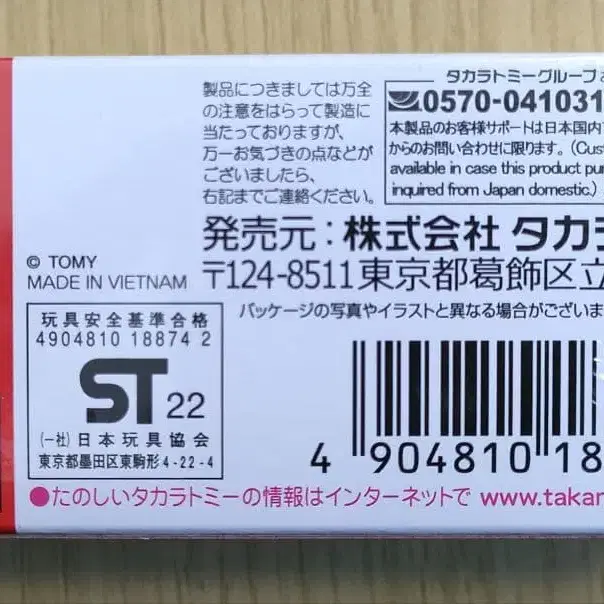 製品につきましては万全
の注意をはらって製造に
当たっておりますが、
万一お気づきの点などが
ございましたら、
右記までご連絡ください。
タカラトミーグループ
0570-041031
本製品のお客様サポートは日本国内
からのお問い合わせに限ります。(Cus
available in case this product pu
inquired from Japan domestic.)
発売元:株式会社 タカラ
〒124-8511 東京都葛飾区立
© TOMY
MADE IN VIETNAM
パッケージの写真やイラストと異なる場合がございま
玩具安全基準合格
4904810 18874 2
ST 22
(一社)日本玩具協会
東京都墨田区東駒形4-22-4
4 904810 18
●たのしいタカラトミーの情報はインターネットで www.takar